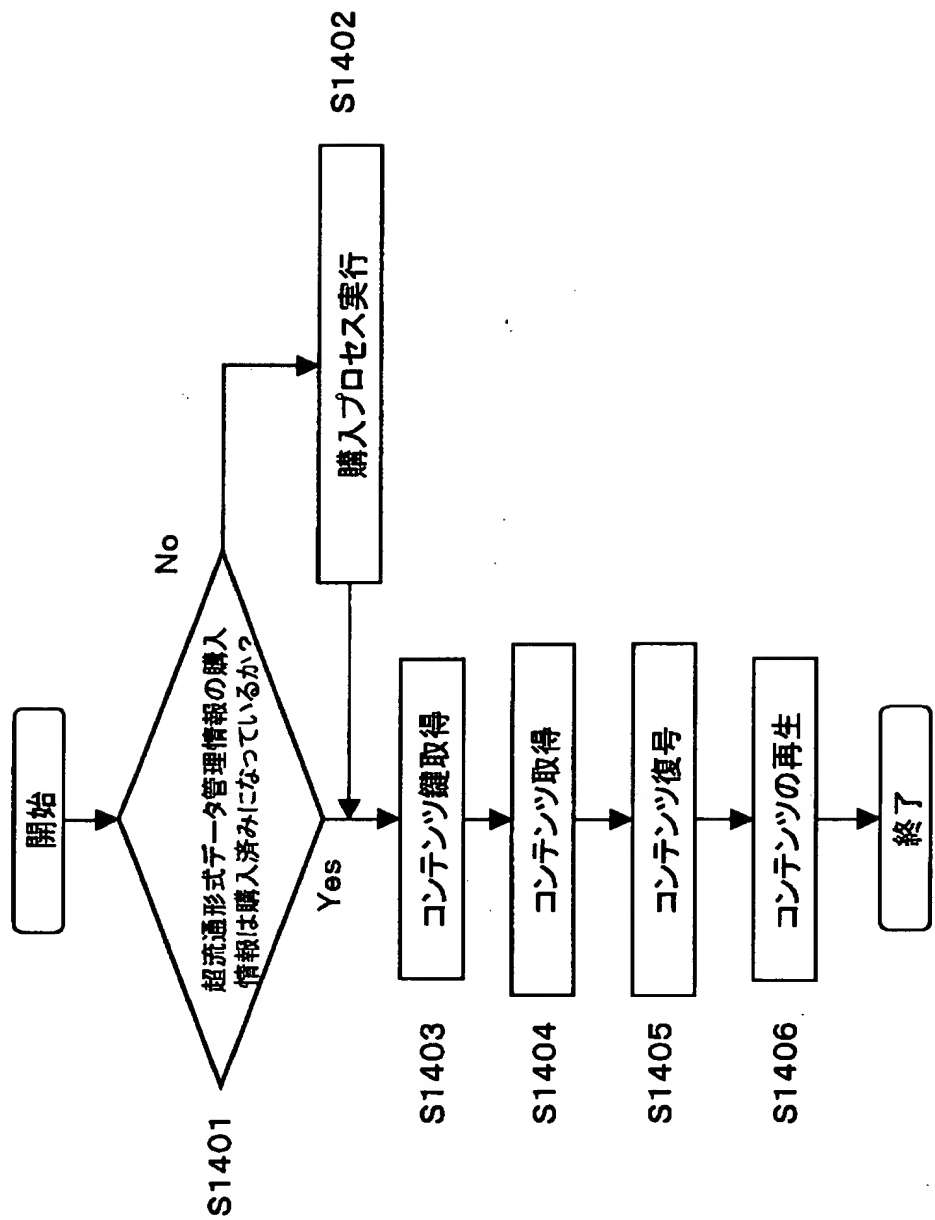 開始
S1401
超流通形式データ管理情報の購入
情報は購入済みになっているか?
No
Yes
S1402
購入プロセス実行
S1403
コンテンツ鍵取得
S1404
コンテンツ取得
S1405
コンテンツ復号
S1406
コンテンツの再生
終了